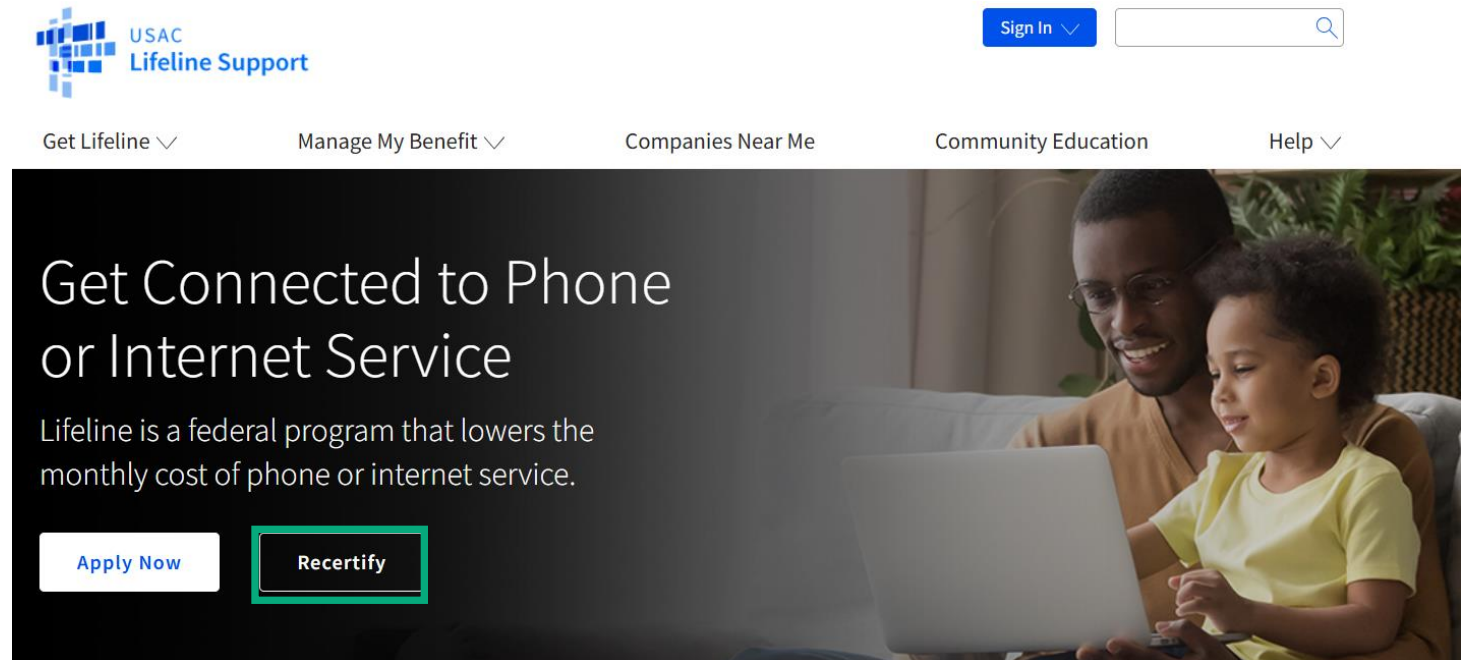 USAC
Lifeline Support
Sign In
Get Lifeline
Manage My Benefit
Companies Near Me
Community Education
Help
Get Connected to Phone
or Internet Service
Lifeline is a federal program that lowers the
monthly cost of phone or internet service.
Apply Now
Recertify